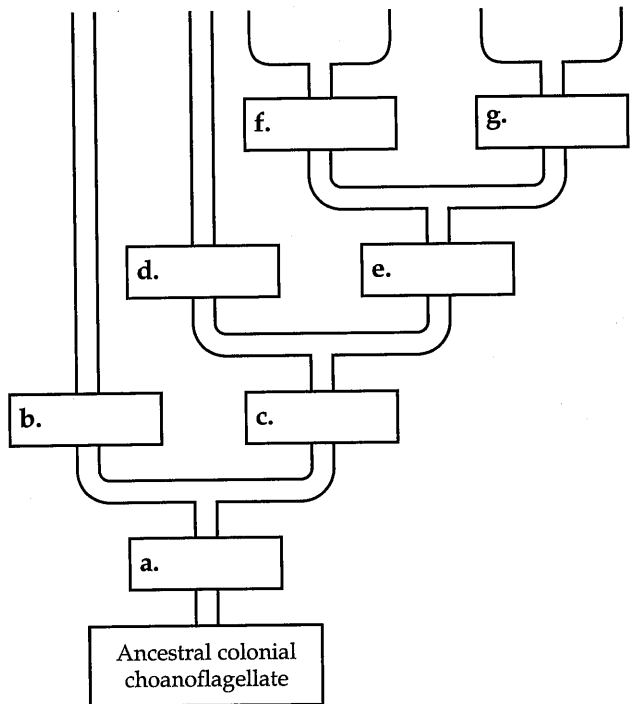 f.
g.
d.
e.
b.
c.
a.
Ancestral colonial
choanoflagellate